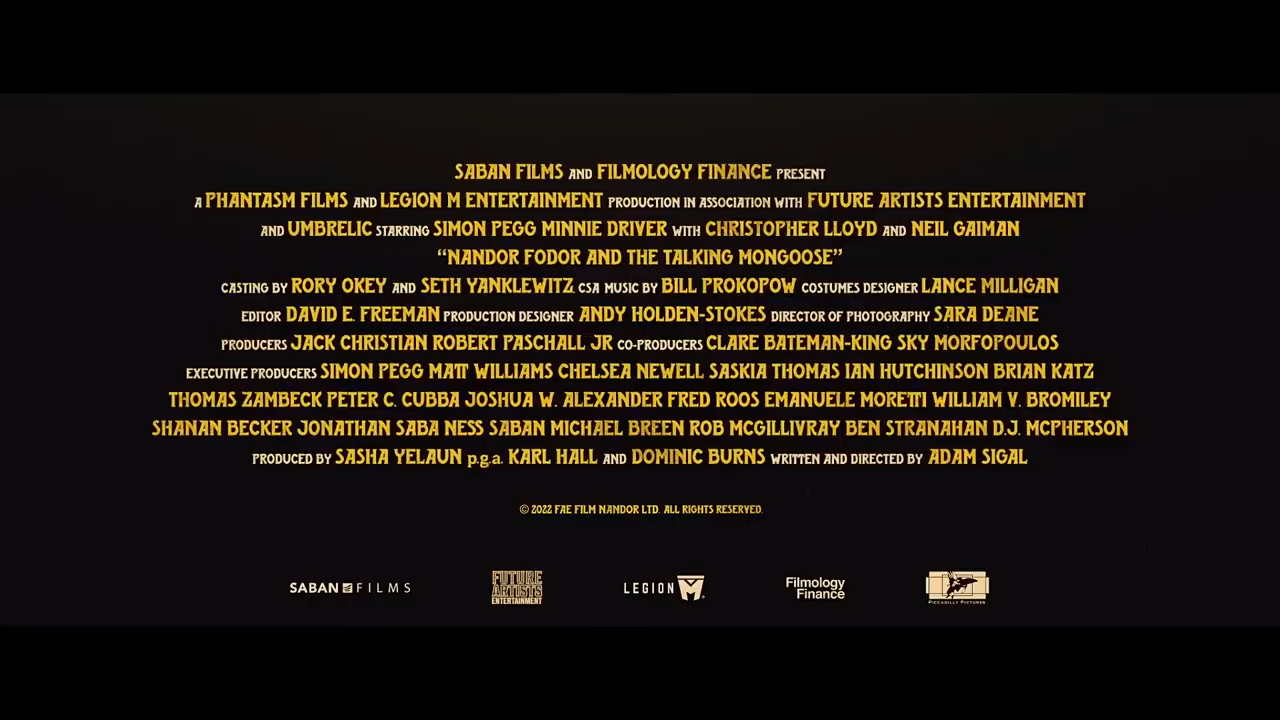 SABAN FILMS AND FILMOLOGY FINANCE PRESENT
A PHANTASM FILMS AND LEGION M ENTERTAINMENT PRODUCTION IN ASSOCIATION WITH FUTURE ARTISTS ENTERTAINMENT
AND UMBRELIC STARRING SIMON PEGG MINNIE DRIVER WITH CHRISTOPHER LLOYD AND NEIL GAIMAN
“NANDOR FODOR AND THE TALKING MONGOOSE”
CASTING BY RORY OKEY AND SETH YANKLEWITZ, CSA MUSIC BY BILL PROKOPOW COSTUMES DESIGNER LANCE MILLIGAN
EDITOR DAVID E. FREEMAN PRODUCTION DESIGNER ANDY HOLDEN-STOKES DIRECTOR OF PHOTOGRAPHY SARA DEANE
PRODUCERS JACK CHRISTIAN ROBERT PASCHALL JR CO-PRODUCERS CLARE BATEMAN-KING SKY MORFOPOULOS
EXECUTIVE PRODUCERS SIMON PEGG MATT WILLIAMS CHELSEA NEWELL SASKIA THOMAS IAN HUTCHINSON BRIAN KATZ
THOMAS ZAMBECK PETER C. CUBBA JOSHUA W. ALEXANDER FRED ROOS EMANUELE MORETTI WILLIAM V. BROMILEY
SHANAN BECKER JONATHAN SABA NESS SABAN MICHAEL BREEN ROB MCGILLIVRAY BEN STRANAHAN D.J. MCPHERSON
PRODUCED BY SASHA YELAUN p.g.a. KARL HALL AND DOMINIC BURNS WRITTEN AND DIRECTED BY ADAM SIGAL
© 2022 FAE FILM NANDOR LTD. ALL RIGHTS RESERVED.
SABAN FILMS
FUTURE
ARTISTS
ENTERTAINMENT
LEGION M
Filmology
Finance
PICCADILLY PICTURES